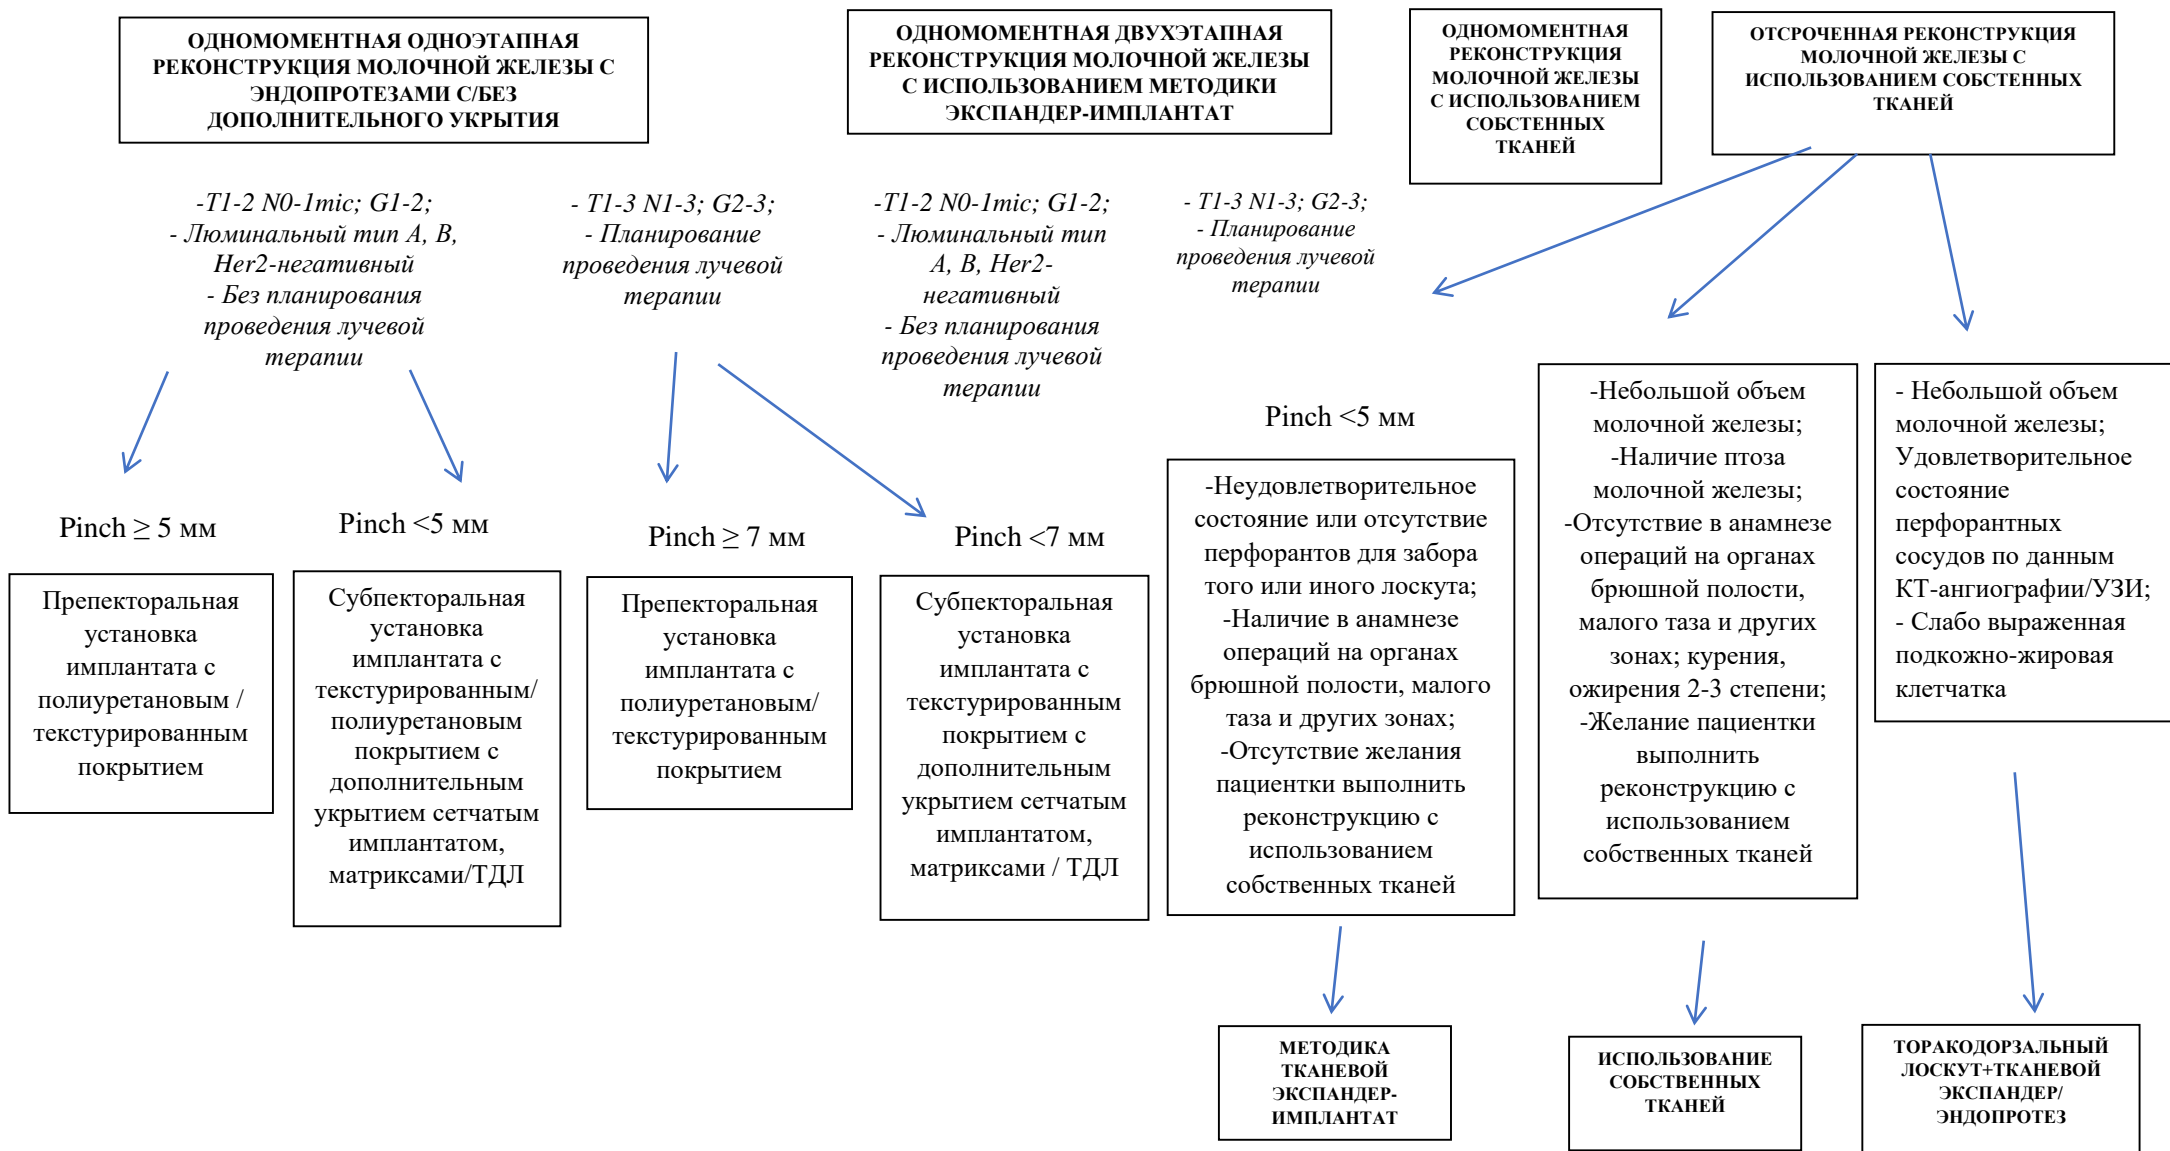 ОДНОМОМЕНТНАЯ ОДНОЭТАПНАЯ
РЕКОНСТРУКЦИЯ МОЛОЧНОЙ ЖЕЛЕЗЫ С
ЭНДОПРОТЕЗАМИ С/БЕЗ
ДОПОЛНИТЕЛЬНОГО УКРЫТИЯ
ОДНОМОМЕНТНАЯ ДВУХЭТАПНАЯ
РЕКОНСТРУКЦИЯ МОЛОЧНОЙ ЖЕЛЕЗЫ
С ИСПОЛЬЗОВАНИЕМ МЕТОДИКИ
ЭКСПАНДЕР-ИМПЛАНТАТ
ОДНОМОМЕНТНАЯ
РЕКОНСТРУКЦИЯ
МОЛОЧНОЙ ЖЕЛЕЗЫ
С ИСПОЛЬЗОВАНИЕМ
СОБСТЕННЫХ
ТКАНЕЙ
ОТСРОЧЕННАЯ РЕКОНСТРУКЦИЯ
МОЛОЧНОЙ ЖЕЛЕЗЫ С
ИСПОЛЬЗОВАНИЕМ СОБСТЕННЫХ
ТКАНЕЙ
-T1-2 N0-1mic; G1-2;
- Люминальный тип А, В,
Her2-негативный
- Без планирования
проведения лучевой
терапии
- T1-3 N1-3; G2-3;
- Планирование
проведения лучевой
терапии
-T1-2 N0-1mic; G1-2;
- Люминальный тип
А, В, Her2-
негативный
- Без планирования
проведения лучевой
терапии
- T1-3 N1-3; G2-3;
- Планирование
проведения лучевой
терапии
Pinch ≥ 5 мм
Препекторальная
установка
имплантата с
полиуретановым /
текстурированным
покрытием
Pinch <5 мм
Субпекторальная
установка
имплантата с
текстурированным/
полиуретановым
покрытием с
дополнительным
укрытием сетчатым
имплантатом,
матриксами/ТДЛ
Pinch ≥ 7 мм
Препекторальная
установка
имплантата с
полиуретановым/
текстурированным
покрытием
Pinch <7 мм
Субпекторальная
установка
имплантата с
текстурированным
покрытием с
дополнительным
укрытием сетчатым
имплантатом,
матриксами / ТДЛ
Pinch <5 мм
-Неудовлетворительное
состояние или отсутствие
перфорантов для забора
того или иного лоскута;
-Наличие в анамнезе
операций на органах
брюшной полости, малого
таза и других зонах;
-Отсутствие желания
пациентки выполнить
реконструкцию с
использованием
собственных тканей
-Небольшой объем
молочной железы;
-Наличие птоза
молочной железы;
-Отсутствие в анамнезе
операций на органах
брюшной полости,
малого таза и других
зонах; курения,
ожирения 2-3 степени;
-Желание пациентки
выполнить
реконструкцию с
использованием
собственных тканей
- Небольшой объем
молочной железы;
Удовлетворительное
состояние
перфорантных
сосудов по данным
КТ-ангиографии/УЗИ;
- Слабо выраженная
подкожно-жировая
клетчатка
МЕТОДИКА
ТКАНЕВОЙ
ЭКСПАНДЕР-
ИМПЛАНТАТ
ИСПОЛЬЗОВАНИЕ
СОБСТВЕННЫХ
ТКАНЕЙ
ТОРАКОДОРЗАЛЬНЫЙ
ЛОСКУТ+ТКАНЕВОЙ
ЭКСПАНДЕР/
ЭНДОПРОТЕЗ